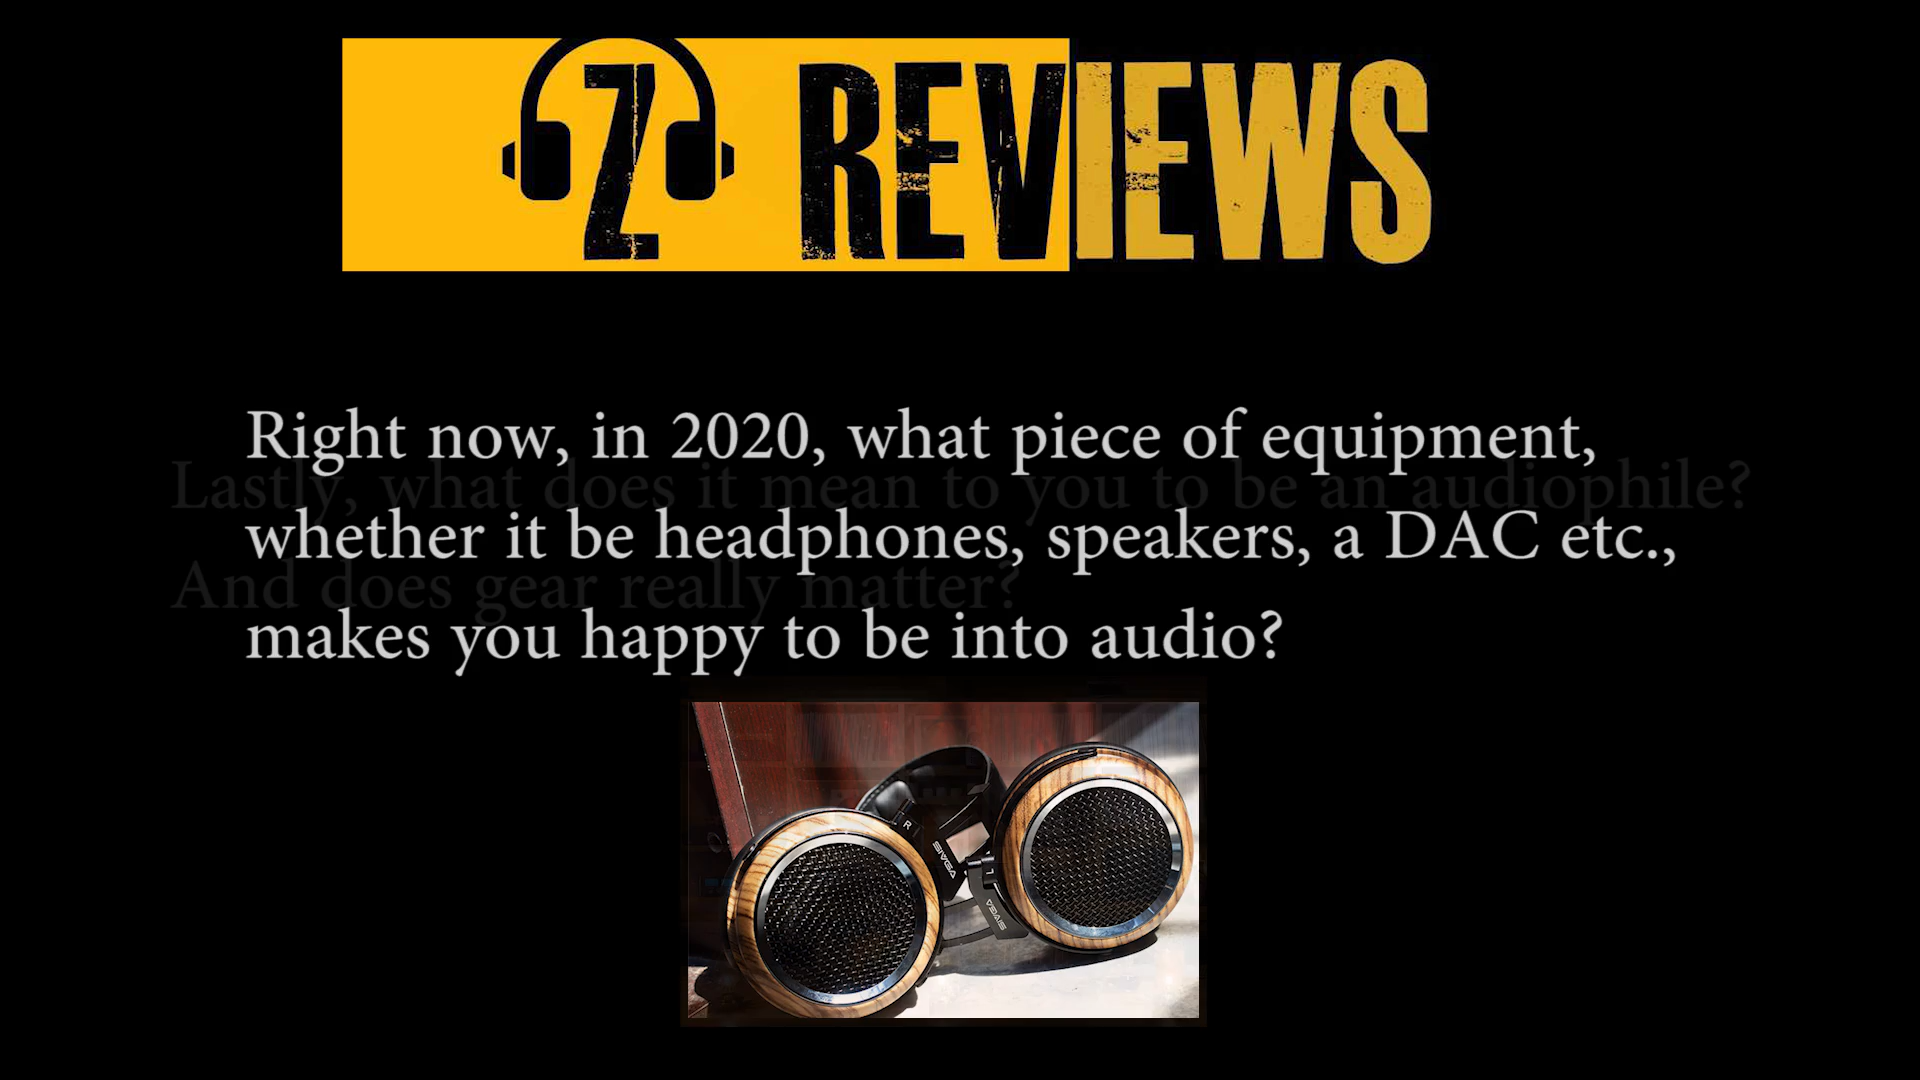 Z REVIEWS
Right now, in 2020, what piece of equipment,
Lastly, what does it mean to you to be an audiophile?
whether it be headphones, speakers, a DAC etc.,
And does gear really matter?
makes you happy to be into audio?
R
SIVGA
L
SIVGA